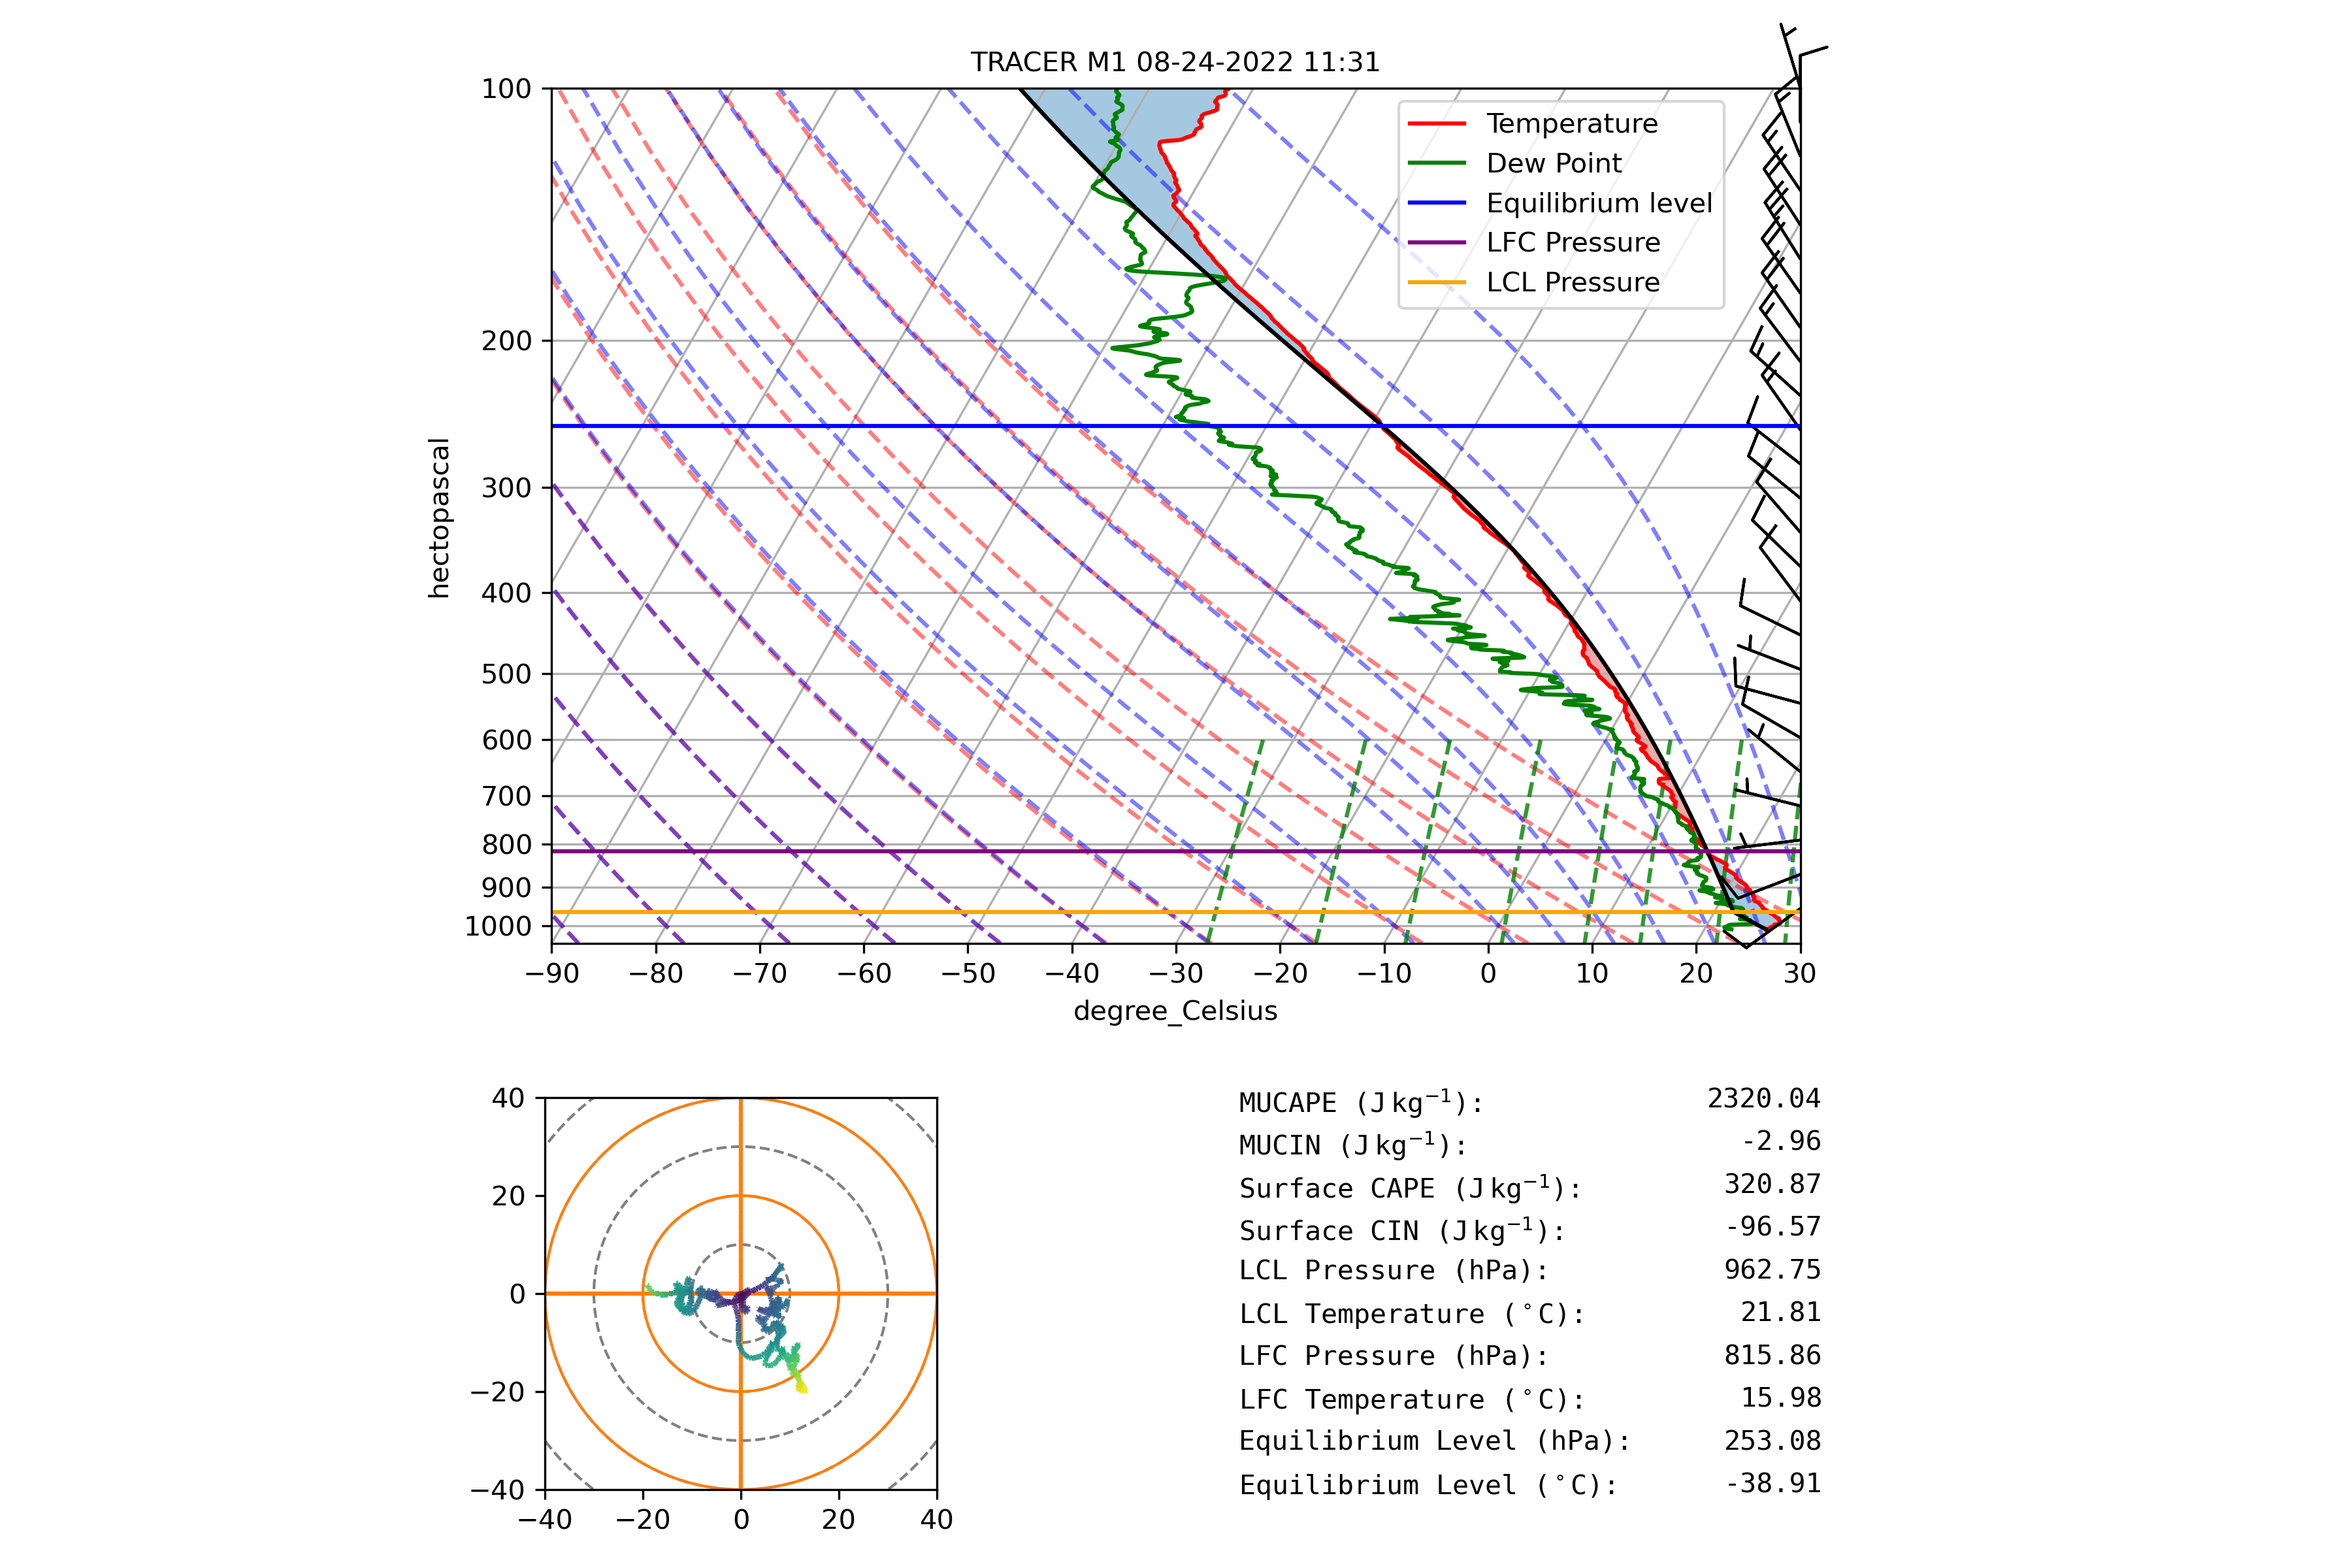 TRACER M1 08-24-2022 11:31
100
200
300
400
500
600
700
800
900
1000
hectopascal
Temperature
Dew Point
Equilibrium level
LFC Pressure
LCL Pressure
−90 −80 −70 −60 −50 −40 −30 −20 −10 0 10 20 30
degree_Celsius
40
20
0
−20
−40
−40 −20 0 20 40
MUCAPE (J kg⁻¹): 2320.04
MUCIN (J kg⁻¹): -2.96
Surface CAPE (J kg⁻¹): 320.87
Surface CIN (J kg⁻¹): -96.57
LCL Pressure (hPa): 962.75
LCL Temperature (°C): 21.81
LFC Pressure (hPa): 815.86
LFC Temperature (°C): 15.98
Equilibrium Level (hPa): 253.08
Equilibrium Level (°C): -38.91